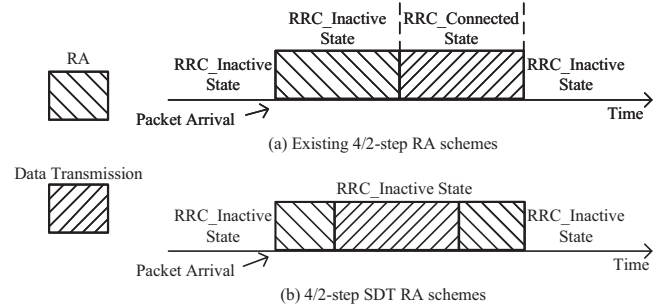 RRC_Inactive State
RRC_Connected State
RA
RRC_Inactive State
RRC_Inactive State
Packet Arrival
Time
(a) Existing 4/2-step RA schemes
Data Transmission
RRC_Inactive State
RRC_Inactive State
RRC_Inactive State
Packet Arrival
Time
(b) 4/2-step SDT RA schemes